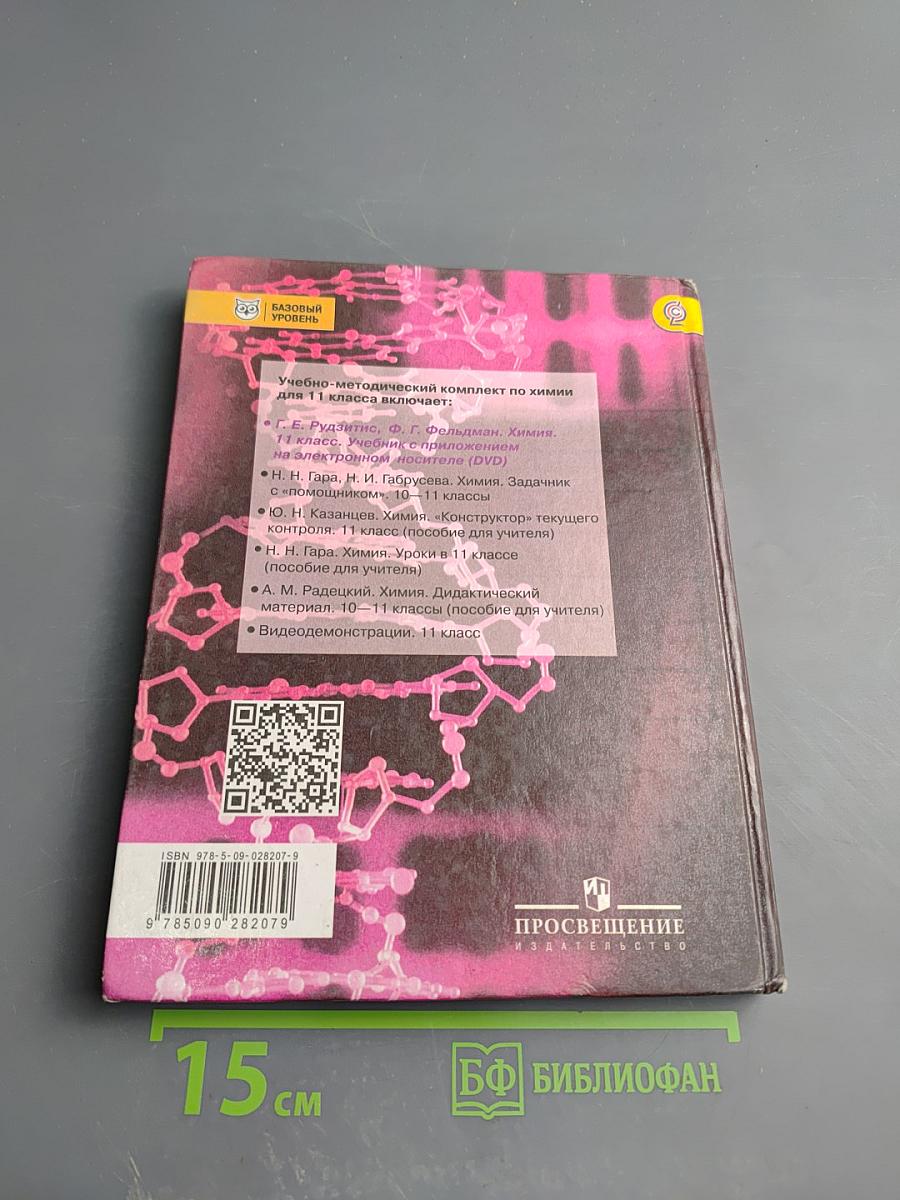 БАЗОВЫЙ
УРОВЕНЬ
Учебно-методический комплект по химии
для 11 класса включает:
• Г. Е. Рудзитис, Ф. Г. Фельдман. Химия.
11 класс. Учебник с приложением
на электронном носителе (DVD)
• Н. Н. Гара, Н. И. Габрусева. Химия. Задачник
с «помощником». 10—11 классы
• Ю. Н. Казанцев. Химия. «Конструктор» текущего
контроля. 11 класс (пособие для учителя)
• Н. Н. Гара. Химия. Уроки в 11 классе
(пособие для учителя)
• А. М. Радецкий. Химия. Дидактический
материал. 10—11 классы (пособие для учителя)
• Видеодемонстрации. 11 класс
ISBN 978-5-09-028207-9
9 785090 282079
ИП
ПРОСВЕЩЕНИЕ
ИЗДАТЕЛЬСТВО
15 см
БФ БИБЛИОФАН